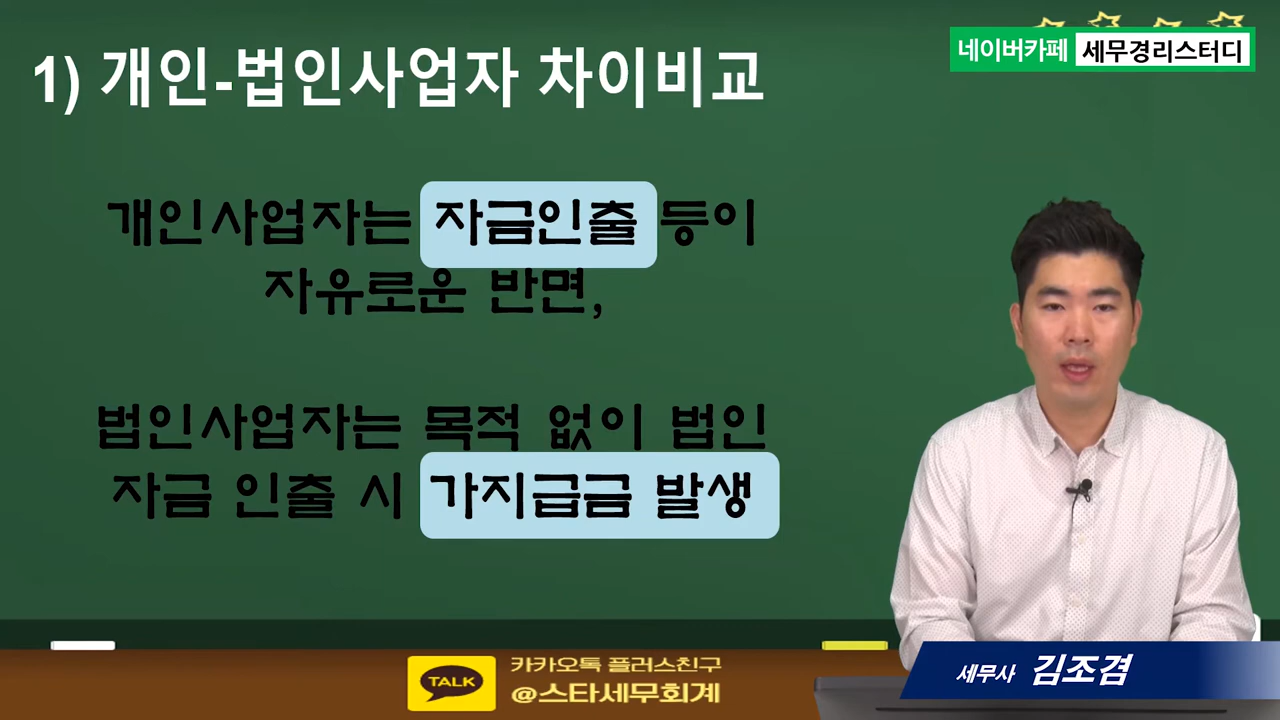 1) 개인-법인사업자 차이비교
네이버카페 세무경리스터디
개인사업자는 자금인출 등이
자유로운 반면,
법인사업자는 목적 없이 법인
자금 인출 시 가지급금 발생
TALK
카카오톡 플러스친구
@스타세무회계
세무사 김조겸